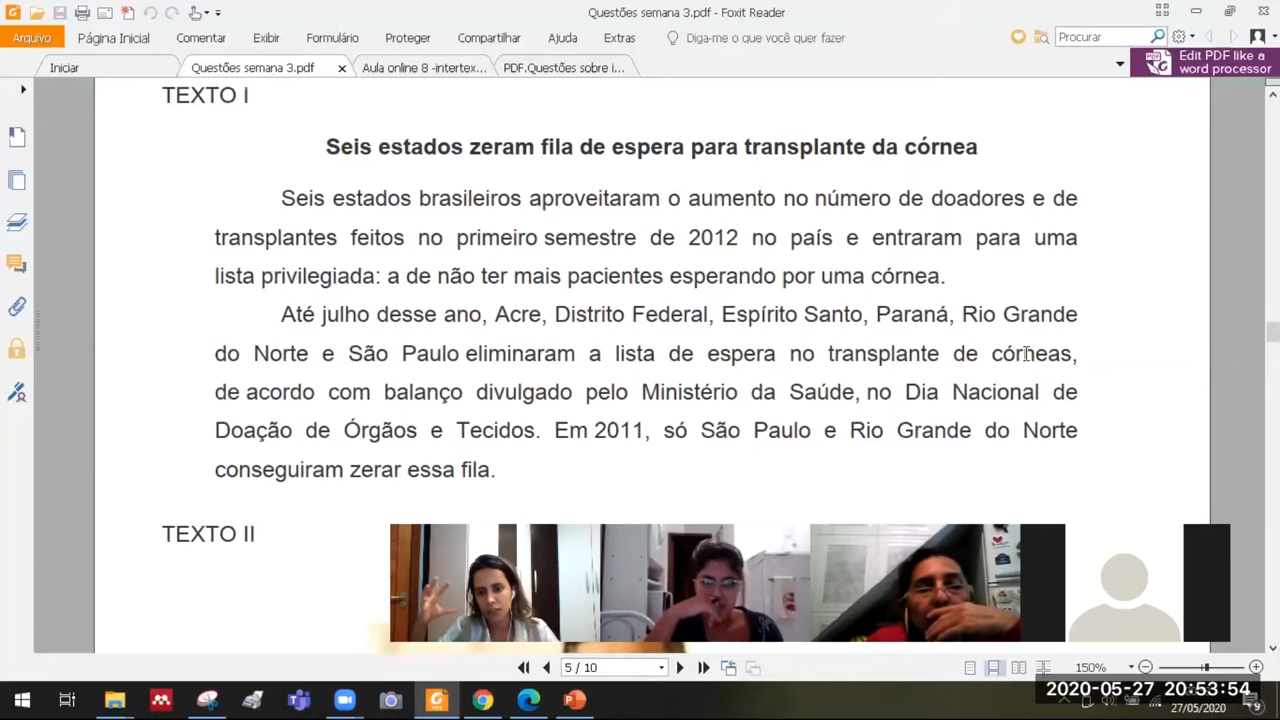 Questões semana 3.pdf - Foxit Reader
Arquivo Página Inicial Comentar Exibir Formulário Proteger Compartilhar Ajuda Extras Diga-me o que você quer fazer Procurar
Iniciar Questões semana 3.pdf Aula online 8 -intertex... PDF.Questões sobre i...
Edit PDF like a
word processor
TEXTO I
Seis estados zeram fila de espera para transplante da córnea
Seis estados brasileiros aproveitaram o aumento no número de doadores e de
transplantes feitos no primeiro semestre de 2012 no país e entraram para uma
lista privilegiada: a de não ter mais pacientes esperando por uma córnea.
Até julho desse ano, Acre, Distrito Federal, Espírito Santo, Paraná, Rio Grande
do Norte e São Paulo eliminaram a lista de espera no transplante de córneas,
de acordo com balanço divulgado pelo Ministério da Saúde, no Dia Nacional de
Doação de Órgãos e Tecidos. Em 2011, só São Paulo e Rio Grande do Norte
conseguiram zerar essa fila.
TEXTO II
5 / 10
150%
2020-05-27 20:53:54
27/05/2020